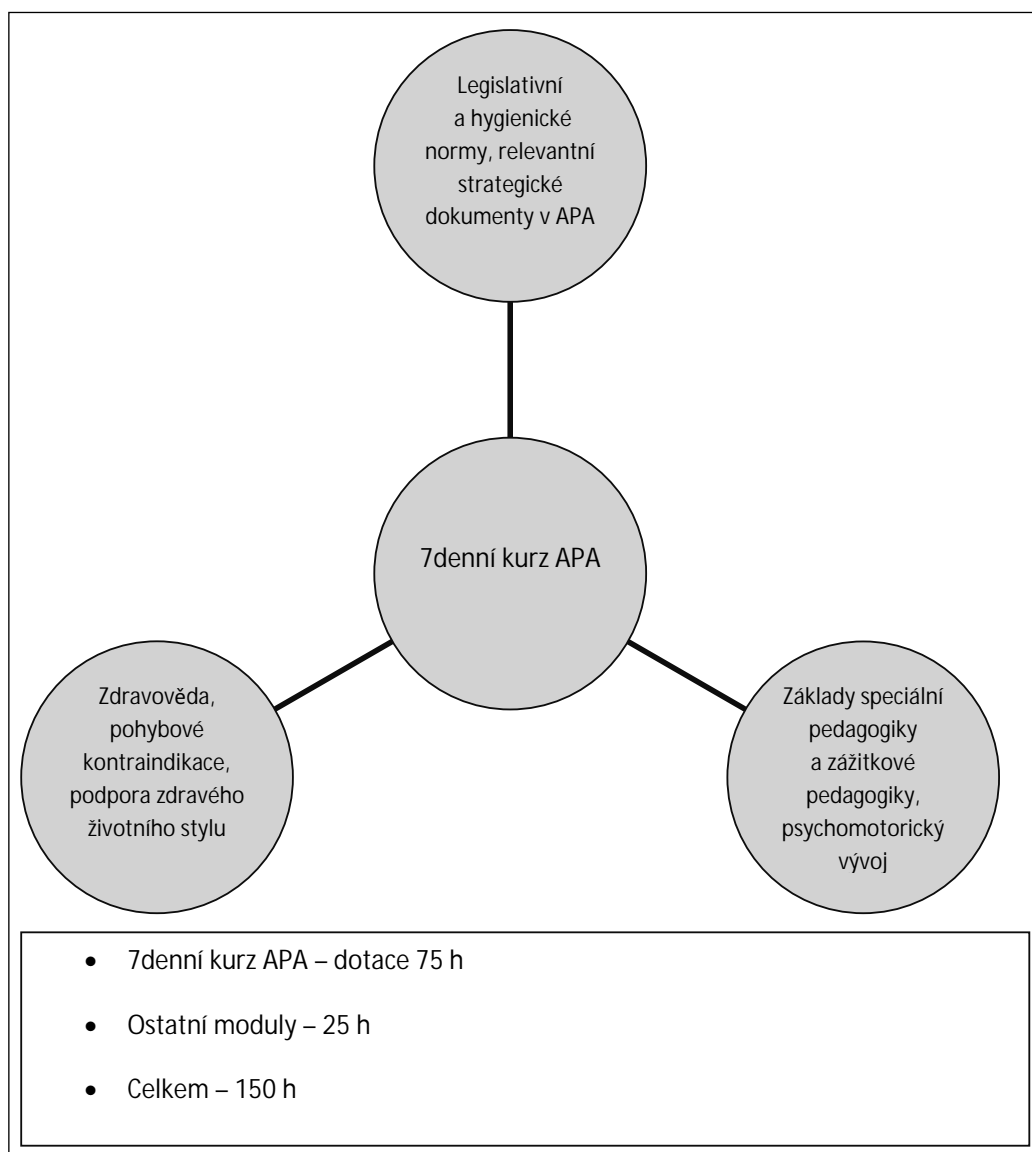 Legislativní
a hygienické
normy, relevantní
strategické
dokumenty v APA
7denní kurz APA
Zdravověda,
pohybové
kontraindikace,
podpora zdravého
životního stylu
Základy speciální
pedagogiky
a zážitkové
pedagogiky,
psychomotorický
vývoj
• 7denní kurz APA – dotace 75 h
• Ostatní moduly – 25 h
• Celkem – 150 h